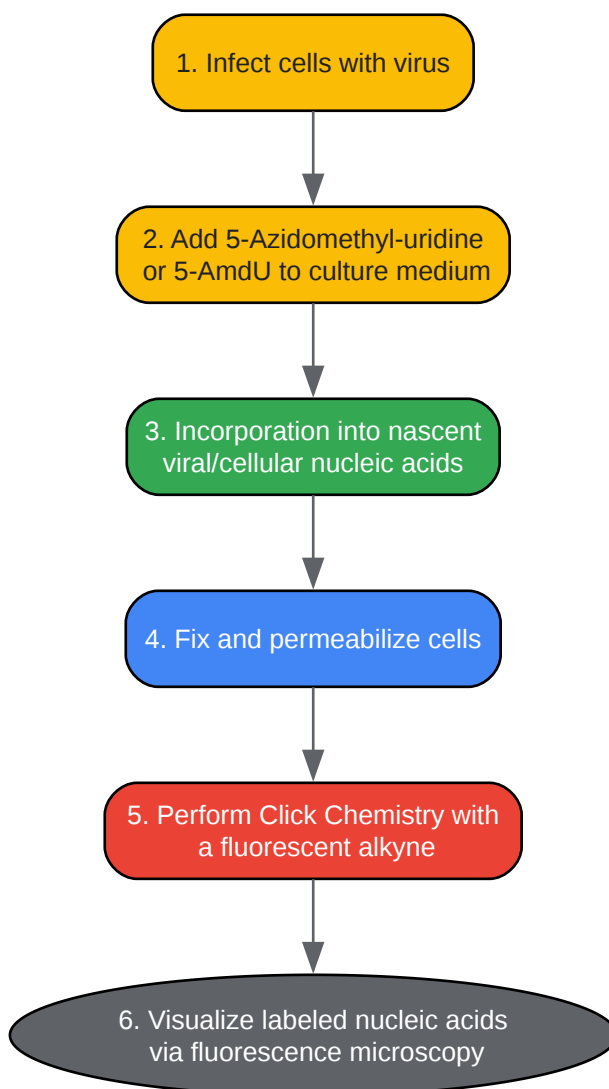 1. Infect cells with virus
2. Add 5-Azidomethyl-uridine
or 5-AmdU to culture medium
3. Incorporation into nascent
viral/cellular nucleic acids
4. Fix and permeabilize cells
5. Perform Click Chemistry with
a fluorescent alkyne
6. Visualize labeled nucleic acids
via fluorescence microscopy